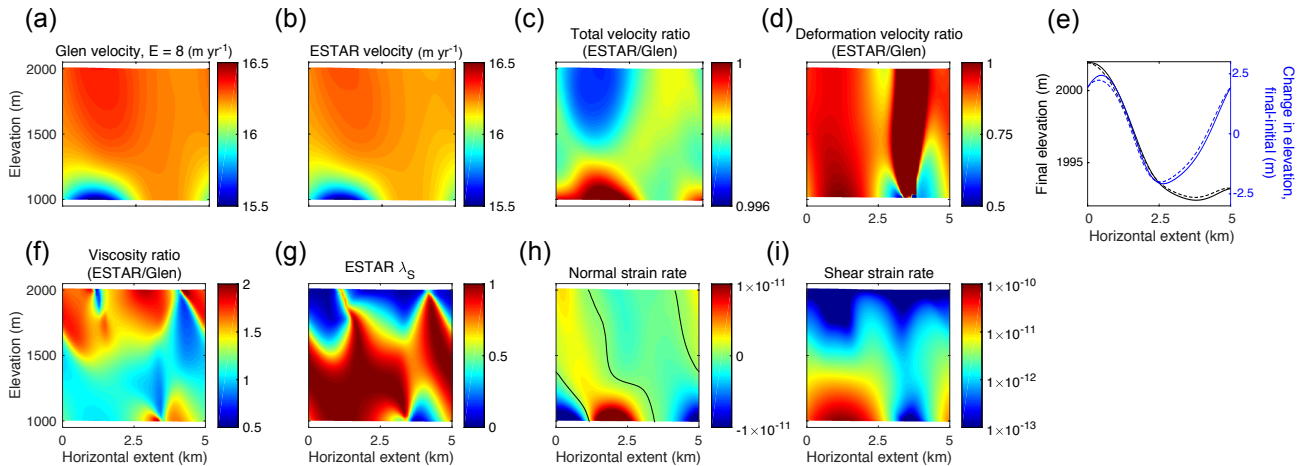 (a)
(b)
(c)
(d)
(e)
Glen velocity, E = 8 (m yr⁻¹)
ESTAR velocity (m yr⁻¹)
Total velocity ratio
(ESTAR/Glen)
Deformation velocity ratio
(ESTAR/Glen)
Elevation (m)
2000
1500
1000
16.5
16
15.5
16.5
16
15.5
1
0.996
0 2.5 5
1
0.75
0.5
Final elevation (m)
2000
1995
0 2.5 5
Horizontal extent (km)
2.5
0
-2.5
Change in elevation,
final-initial (m)
(f)
(g)
(h)
(i)
Viscosity ratio
(ESTAR/Glen)
ESTAR λ_S
Normal strain rate
Shear strain rate
Elevation (m)
2000
1500
1000
0 5
Horizontal extent (km)
2
1.5
1
0.5
0
0 2.5 5
Horizontal extent (km)
1
0.5
0
0 2.5 5
Horizontal extent (km)
1×10⁻¹¹
0
-1×10⁻¹¹
0 2.5 5
Horizontal extent (km)
1×10⁻¹⁰
1×10⁻¹¹
1×10⁻¹²
1×10⁻¹³